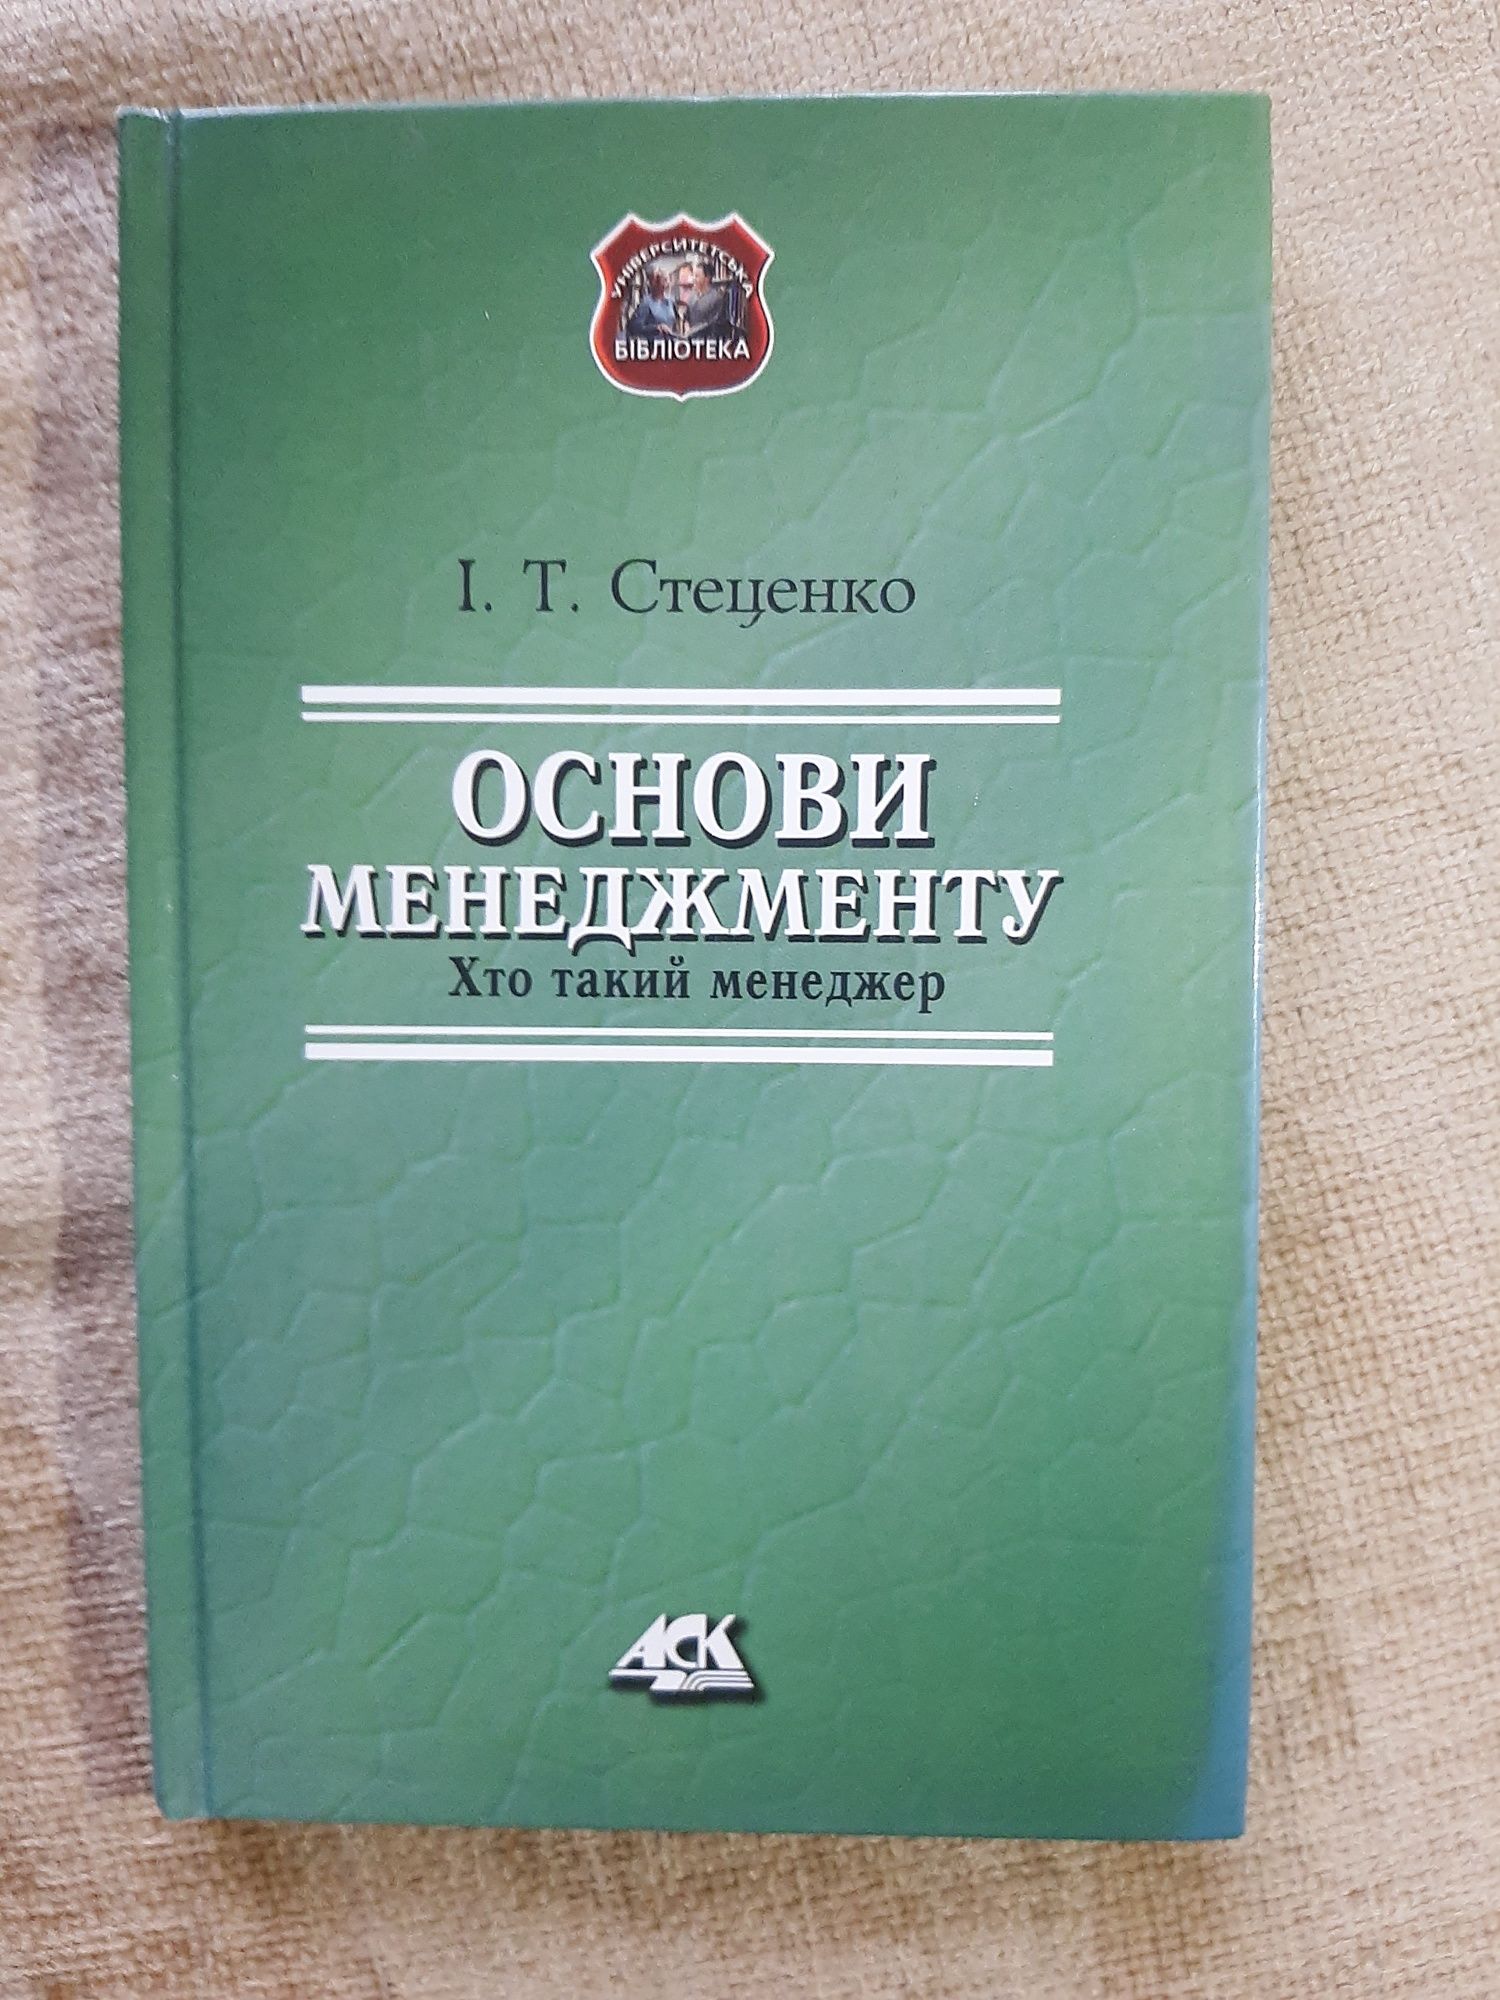 УНІВЕРСИТЕТСЬКА
БІБЛІОТЕКА
І. Т. Стеценко
ОСНОВИ
МЕНЕДЖМЕНТУ
Хто такий менеджер
АСК